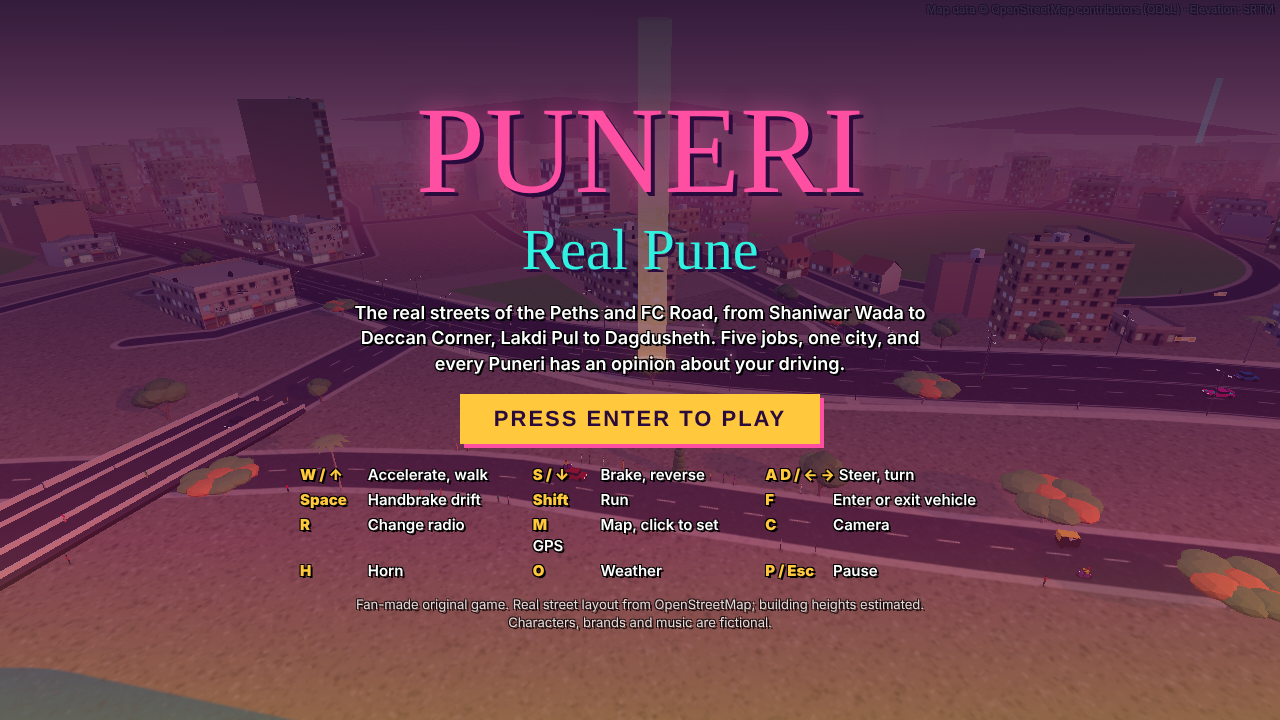 Map data © OpenStreetMap contributors (ODbL) · Elevation: SRTM
PUNERI
Real Pune
The real streets of the Peths and FC Road, from Shaniwar Wada to
Deccan Corner, Lakdi Pul to Dagdusheth. Five jobs, one city, and
every Puneri has an opinion about your driving.
PRESS ENTER TO PLAY
W / ↑ Accelerate, walk S / ↓ Brake, reverse A D / ← → Steer, turn
Space Handbrake drift Shift Run F Enter or exit vehicle
R Change radio M Map, click to set C Camera
GPS
H Horn O Weather P / Esc Pause
Fan-made original game. Real street layout from OpenStreetMap; building heights estimated.
Characters, brands and music are fictional.